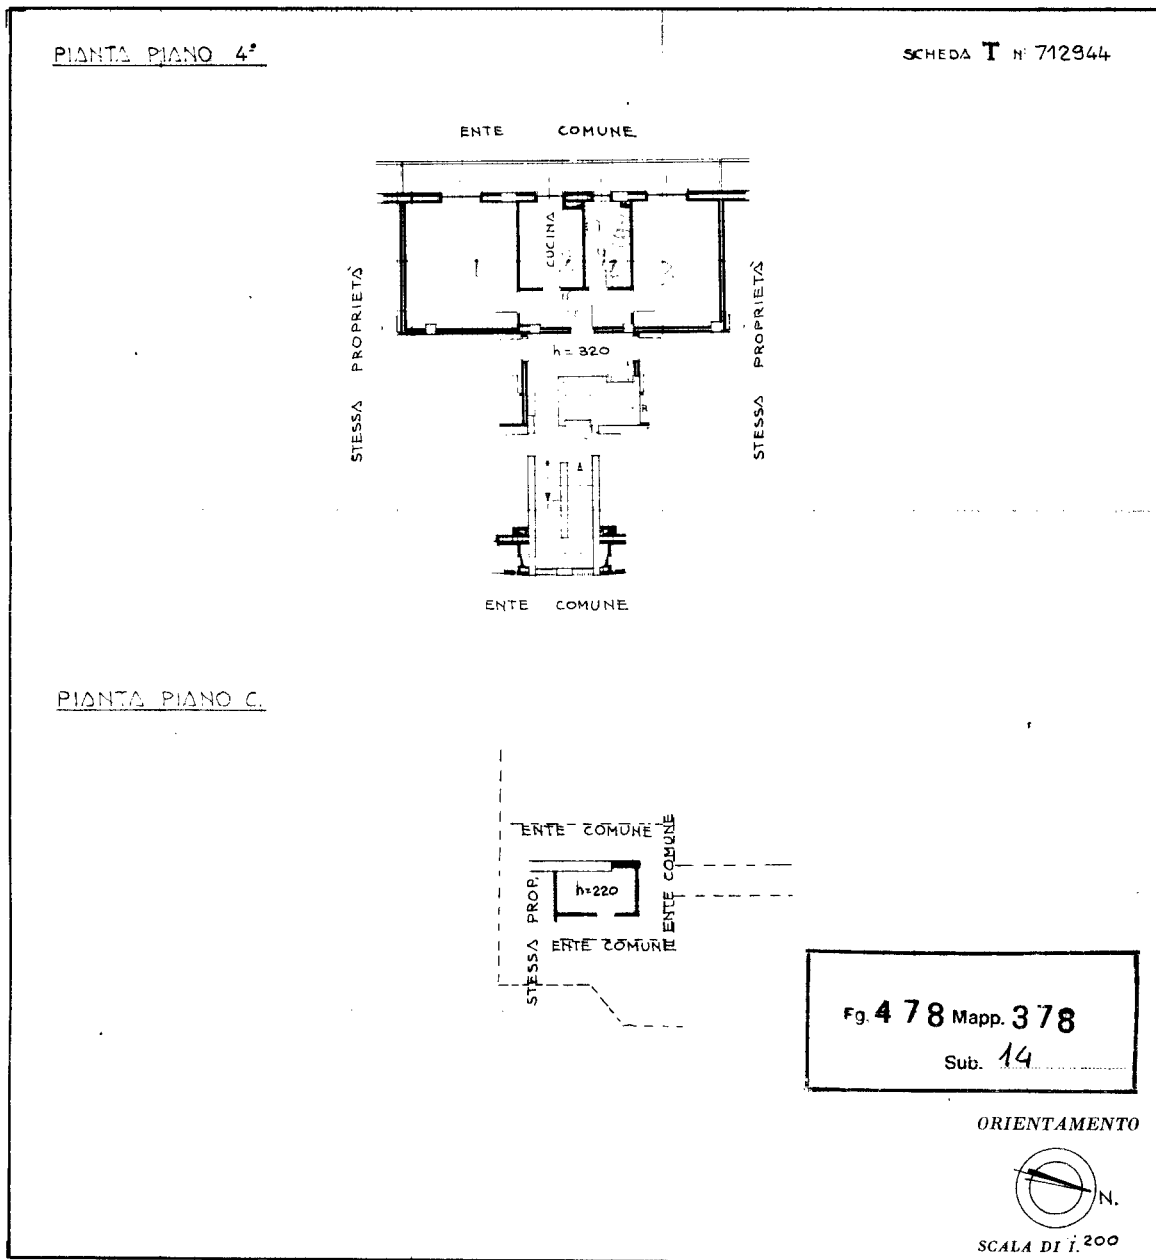 PIANTA PIANO 4°
SCHEDA T N° 712944
ENTE COMUNE
CUCINA
1
2
STESSA PROPRIETÀ
STESSA PROPRIETÀ
h=320
ENTE COMUNE
PIANTA PIANO C.
ENTE COMUNE
ENTE COMUNE
h=220
STESSA PROP.
ENTE COMUNE
Fg. 478 Mapp. 378
Sub. 14
ORIENTAMENTO
N.
SCALA DI 1:200